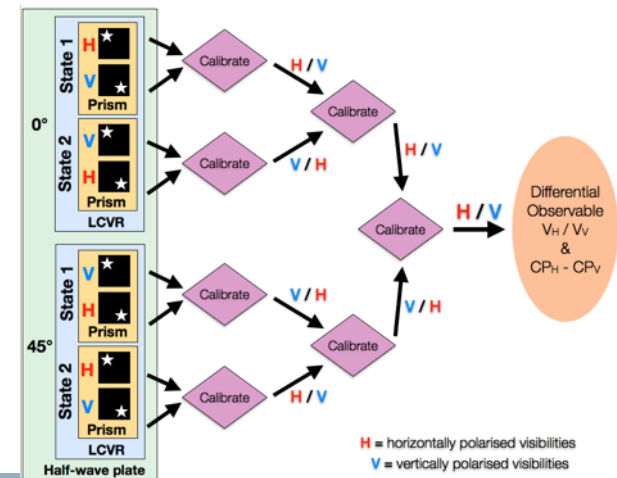 0°
State 1
H
V
Prism
State 2
V
H
Prism
LCVR
45°
State 1
V
H
Prism
State 2
H
V
Prism
LCVR
Half-wave plate
Calibrate
Calibrate
Calibrate
Calibrate
H / V
V / H
V / H
H / V
Calibrate
Calibrate
H / V
V / H
Calibrate
H / V
Differential
Observable
VH / VV
&
CPH - CPV
H = horizontally polarised visibilities
V = vertically polarised visibilities